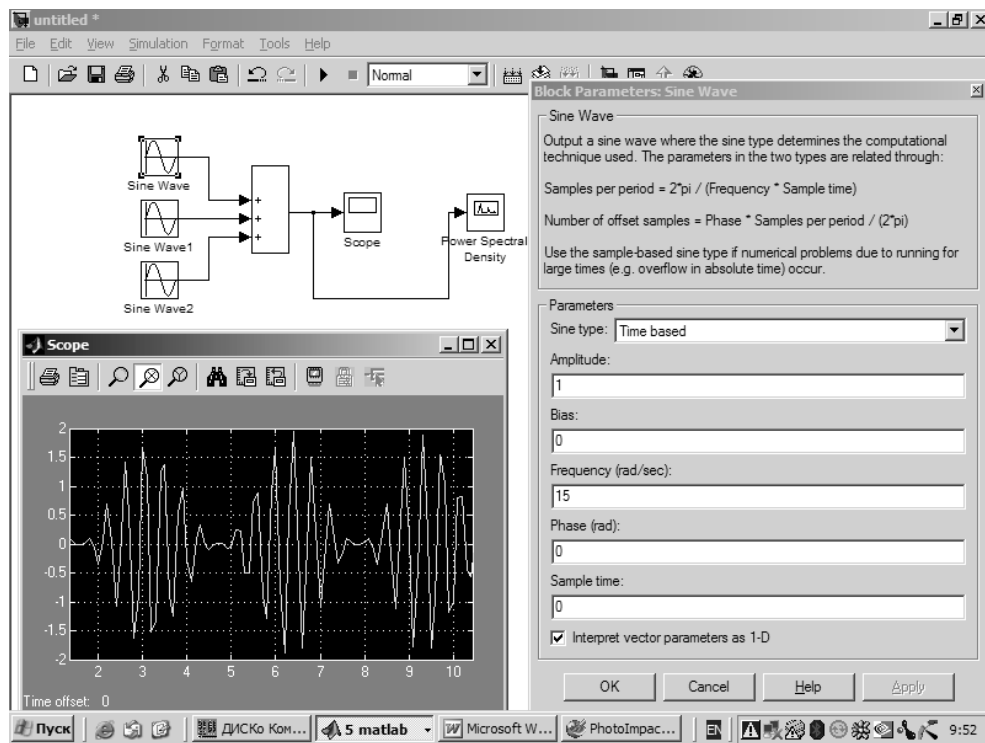 untitled *
File Edit View Simulation Format Tools Help
Normal
Sine Wave
Sine Wave1
Sine Wave2
+
+
+
Scope
Power Spectral
Density
Block Parameters: Sine Wave
Sine Wave
Output a sine wave where the sine type determines the computational
technique used. The parameters in the two types are related through:
Samples per period = 2*pi / (Frequency * Sample time)
Number of offset samples = Phase * Samples per period / (2*pi)
Use the sample-based sine type if numerical problems due to running for
large times (e.g. overflow in absolute time) occur.
Parameters
Sine type: Time based
Amplitude:
1
Bias:
0
Frequency (rad/sec):
15
Phase (rad):
0
Sample time:
0
Interpret vector parameters as 1-D
OK Cancel Help Apply
Scope
2
1.5
1
0.5
0
-0.5
-1
-1.5
-2
2 3 4 5 6 7 8 9 10
Time offset: 0
Пуск ДИСКо Ком... 5 matlab Microsoft W... PhotoImpac... EN 9:52